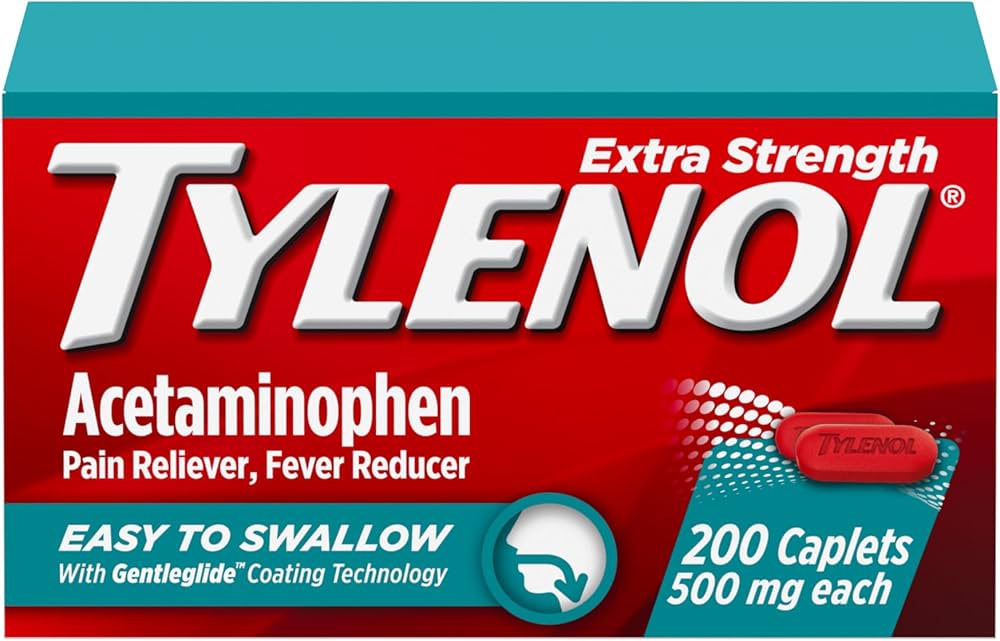 Extra Strength
TYLENOL®
Acetaminophen
Pain Reliever, Fever Reducer
EASY TO SWALLOW
With Gentleglide™ Coating Technology
TYLENOL
200 Caplets
500 mg each